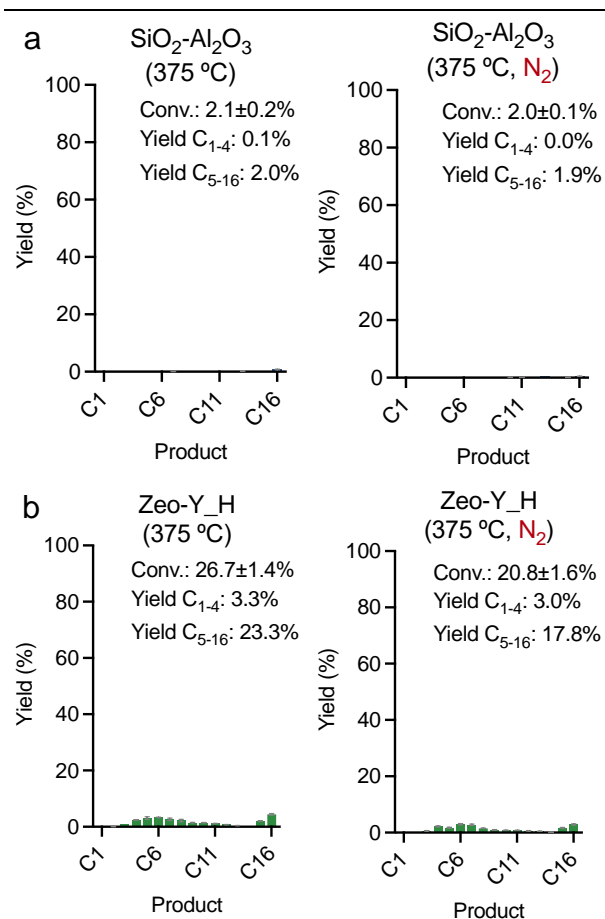 a
SiO2-Al2O3
(375 ºC)
100
80
60
40
20
0
Yield (%)
Conv.: 2.1±0.2%
Yield C1-4: 0.1%
Yield C5-16: 2.0%
C1
C6
C11
C16
Product
SiO2-Al2O3
(375 ºC, N2)
100
80
60
40
20
0
Yield (%)
Conv.: 2.0±0.1%
Yield C1-4: 0.0%
Yield C5-16: 1.9%
C1
C6
C11
C16
Product
b
Zeo-Y_H
(375 ºC)
100
80
60
40
20
0
Yield (%)
Conv.: 26.7±1.4%
Yield C1-4: 3.3%
Yield C5-16: 23.3%
C1
C6
C11
C16
Product
Zeo-Y_H
(375 ºC, N2)
100
80
60
40
20
0
Yield (%)
Conv.: 20.8±1.6%
Yield C1-4: 3.0%
Yield C5-16: 17.8%
C1
C6
C11
C16
Product